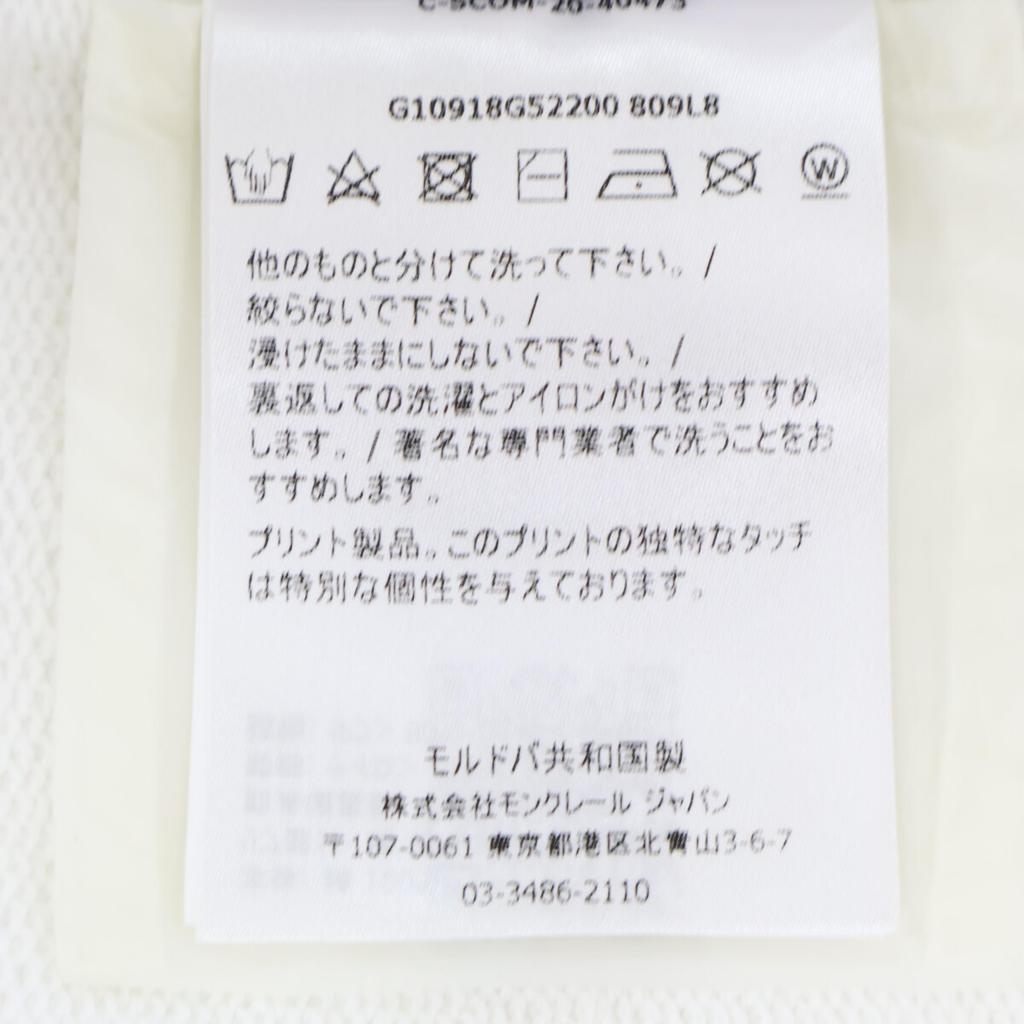 G10918G52200 809L8
W
他のものと分けて洗って下さい。/
絞らないで下さい。/
浸けたままにしないで下さい。/
裏返しての洗濯とアイロンがけをおすすめ
します。/ 著名な専門業者で洗うことをお
すすめします。
プリント製品。このプリントの独特なタッチ
は特別な個性を与えております。
モルドバ共和国製
株式会社モンクレール ジャパン
〒107-0061 東京都港区北青山3-6-7
03-3486-2110